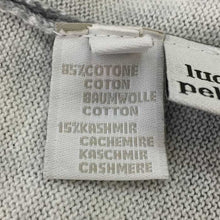 85%COTONE
COTON
BAUMWOLLE
COTTON
15%KASHMIR
CACHEMIRE
KASCHMIR
CASHMERE
luc
pel